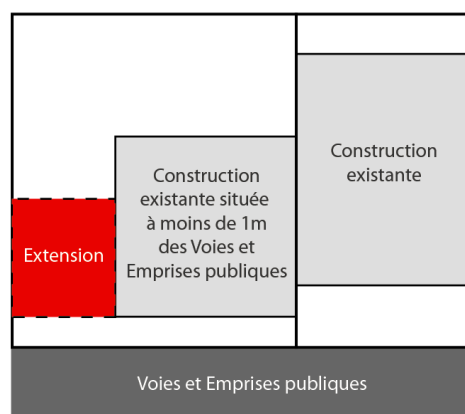 Construction
existante située
à moins de 1m
des Voies et
Emprises publiques
Construction
existante
Extension
Voies et Emprises publiques